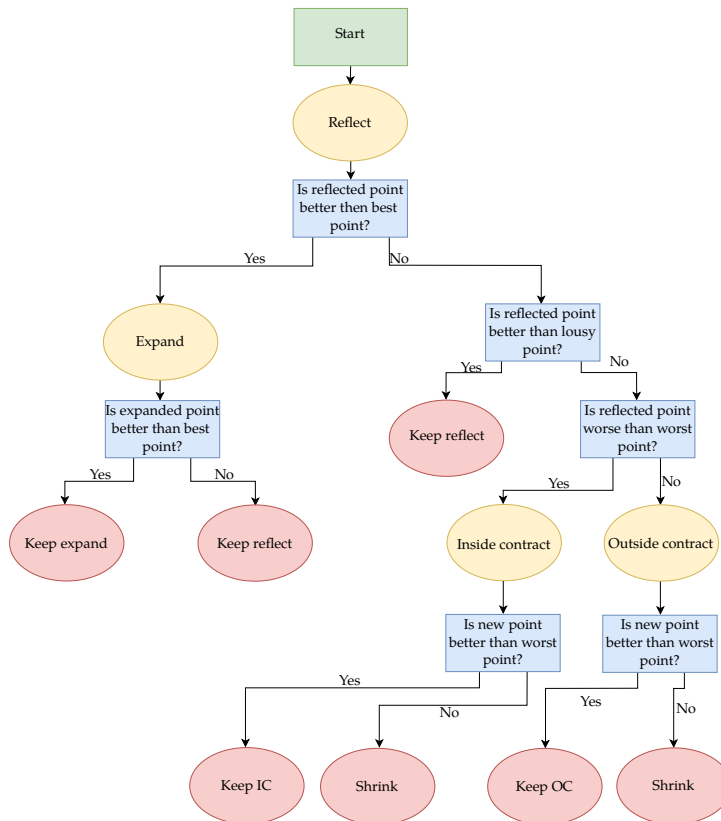 Start
Reflect
Is reflected point
better then best
point?
Yes
No
Expand
Is reflected point
better than lousy
point?
Yes
No
Is expanded point
better than best
point?
Keep reflect
Is reflected point
worse than worst
point?
Yes
No
Yes
No
Keep expand
Keep reflect
Inside contract
Outside contract
Is new point
better than worst
point?
Is new point
better than worst
point?
Yes
No
Yes
No
Keep IC
Shrink
Keep OC
Shrink